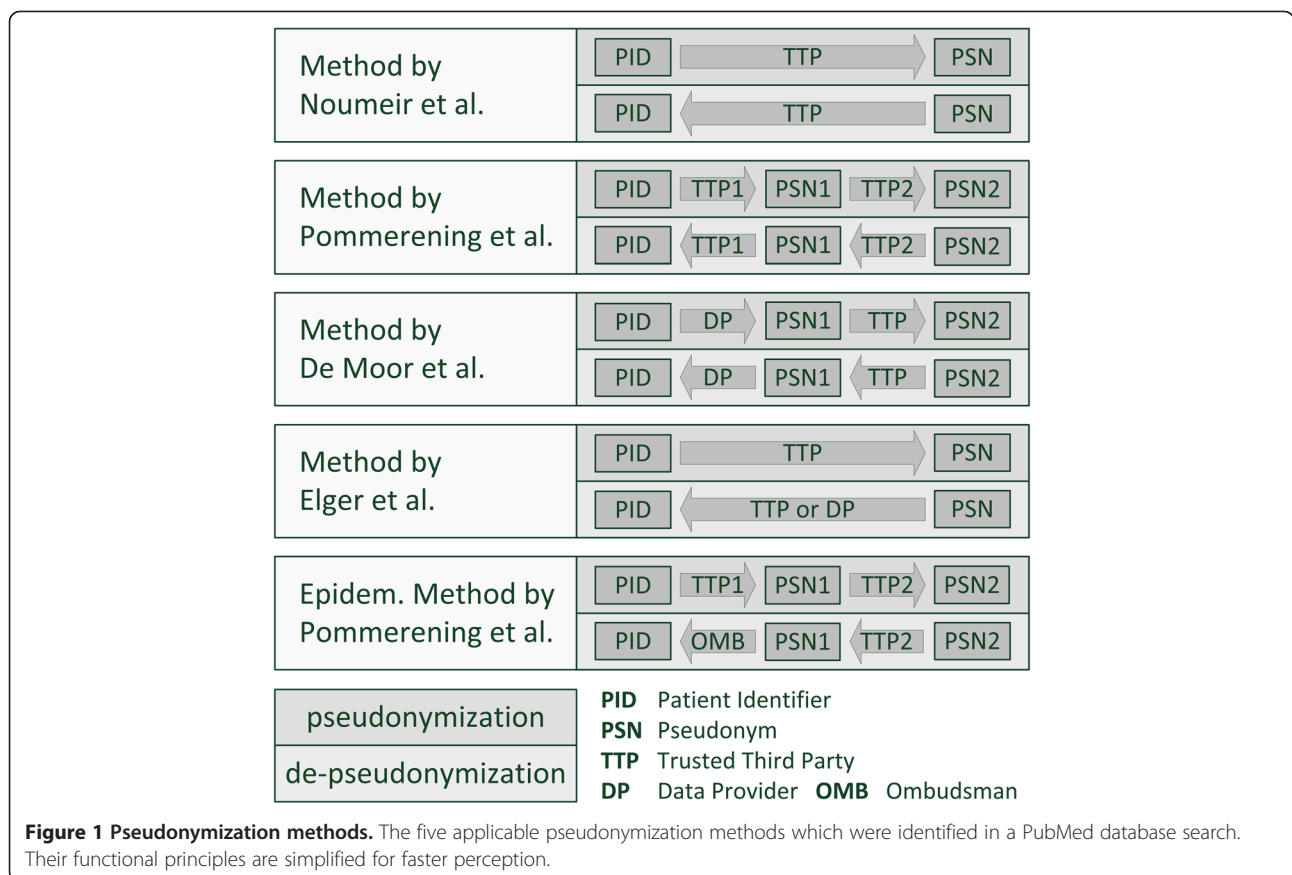 Method by
Noumeir et al.
PID TTP PSN
PID TTP PSN
Method by
Pommerening et al.
PID TTP1 PSN1 TTP2 PSN2
PID TTP1 PSN1 TTP2 PSN2
Method by
De Moor et al.
PID DP PSN1 TTP PSN2
PID DP PSN1 TTP PSN2
Method by
Elger et al.
PID TTP PSN
PID TTP or DP PSN
Epidem. Method by
Pommerening et al.
PID TTP1 PSN1 TTP2 PSN2
PID OMB PSN1 TTP2 PSN2
pseudonymization
de-pseudonymization
PID Patient Identifier
PSN Pseudonym
TTP Trusted Third Party
DP Data Provider OMB Ombudsman
Figure 1 Pseudonymization methods. The five applicable pseudonymization methods which were identified in a PubMed database search.
Their functional principles are simplified for faster perception.